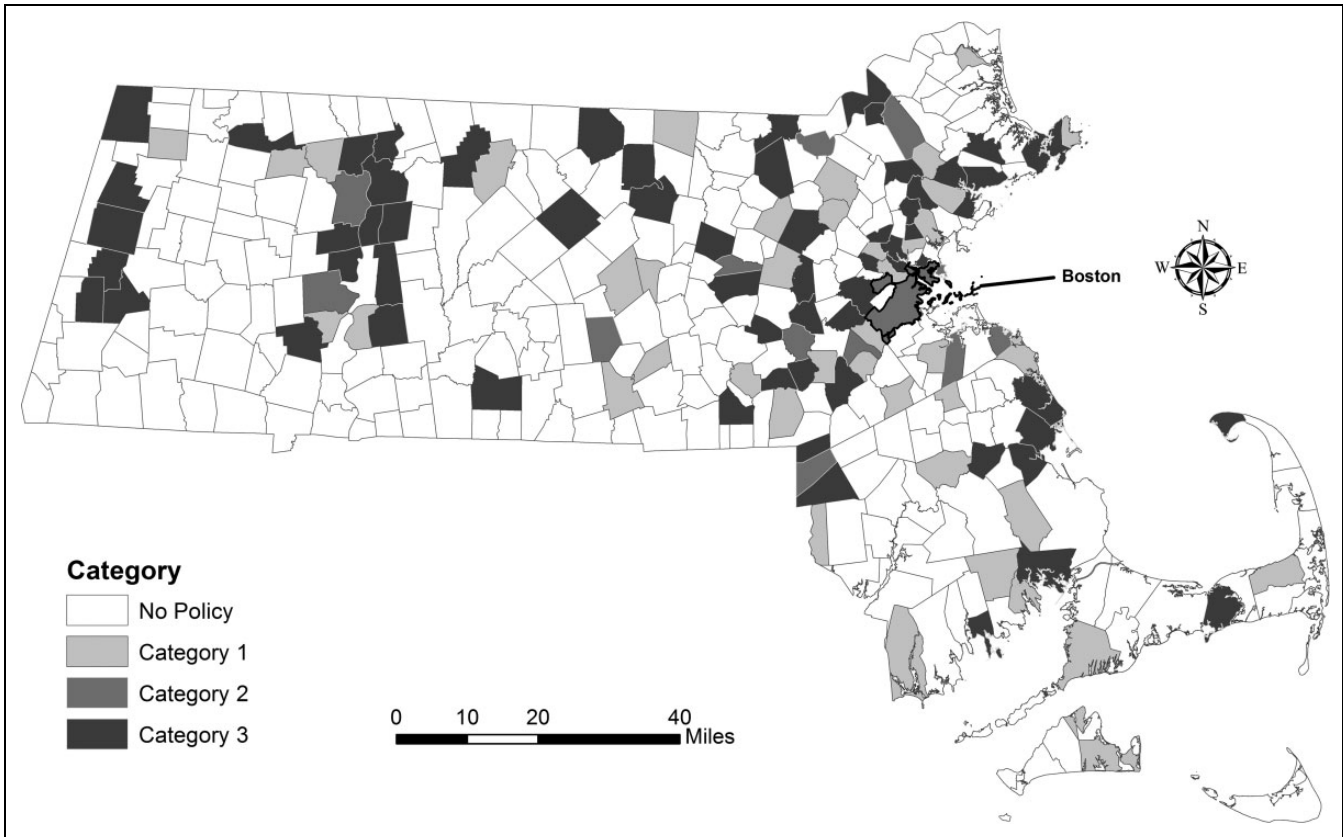 N
W E
S
Boston
Category
No Policy
Category 1
Category 2
Category 3
0 10 20 40
Miles